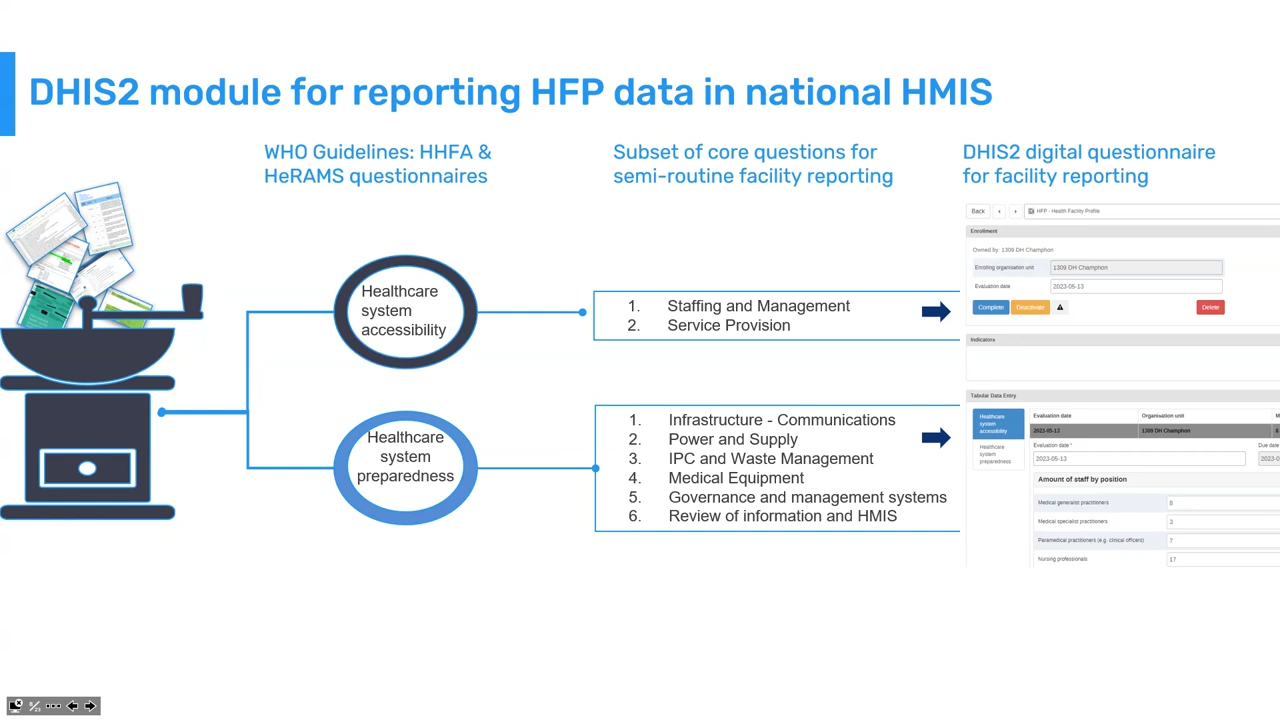 DHIS2 module for reporting HFP data in national HMIS
WHO Guidelines: HHFA &
HeRAMS questionnaires
Subset of core questions for
semi-routine facility reporting
DHIS2 digital questionnaire
for facility reporting
Healthcare
system
accessibility
1. Staffing and Management
2. Service Provision
Healthcare
system
preparedness
1. Infrastructure - Communications
2. Power and Supply
3. IPC and Waste Management
4. Medical Equipment
5. Governance and management systems
6. Review of information and HMIS
Back
HFP - Health Facility Profile
Enrollment
Owned by: 1309 DH Champhon
Enrolling organisation unit 1309 DH Champhon
Evaluation date 2023-05-13
Complete Deactivate Delete
Indicators
Tabular Data Entry
Healthcare
system
accessibility
Healthcare
system
preparedness
Evaluation date Organisation unit M
2023-05-13 1309 DH Champhon 8
Evaluation date * Due date
2023-05-13 2023-0
Amount of staff by position
Medical generalist practitioners 8
Medical specialist practitioners 3
Paramedical practitioners (e.g. clinical officers) 7
Nursing professionals 17